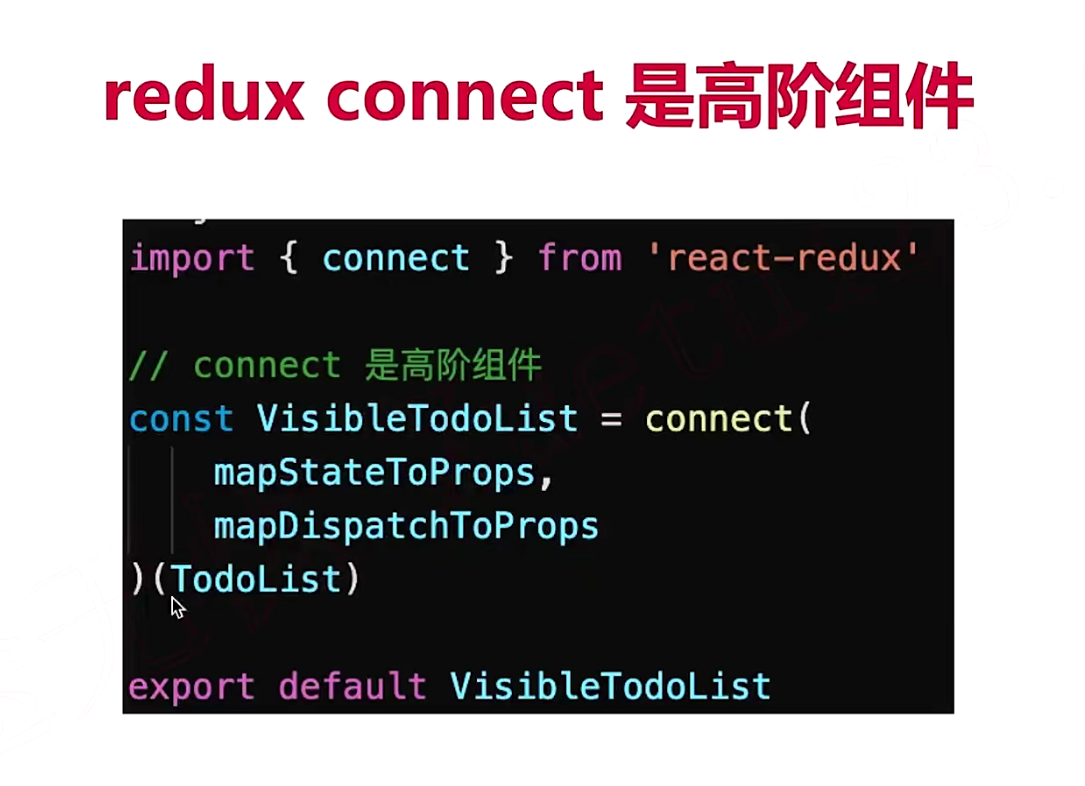 redux connect 是高阶组件
import { connect } from 'react-redux'
// connect 是高阶组件
const VisibleTodoList = connect(
mapStateToProps,
mapDispatchToProps
)(TodoList)
export default VisibleTodoList